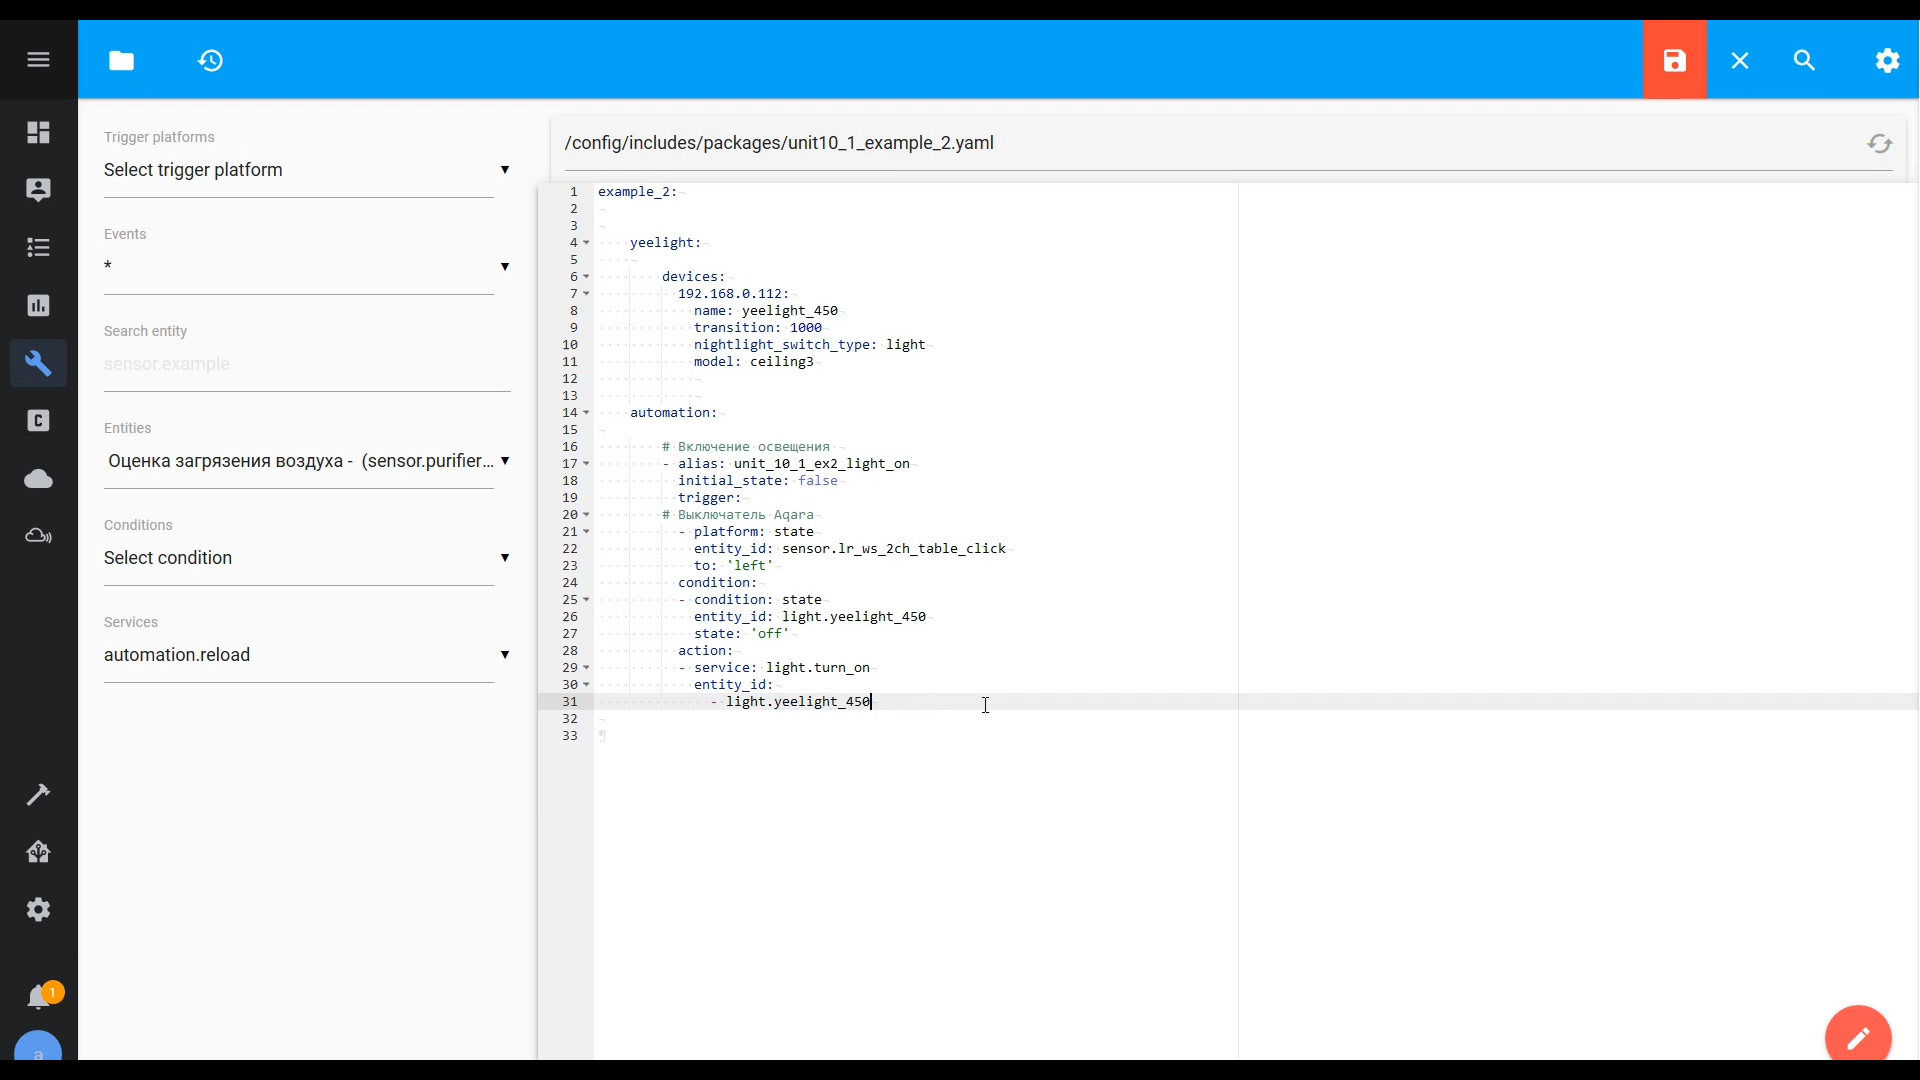 Trigger platforms
Select trigger platform
Events
*
Search entity
sensor.example
Entities
Оценка загрязения воздуха - (sensor.purifier...
Conditions
Select condition
Services
automation.reload
1
a
/config/includes/packages/unit10_1_example_2.yaml
1 example_2:
2
3
4 yeelight:
5
6 devices:
7 192.168.0.112:
8 name: yeelight_450
9 transition: 1000
10 nightlight_switch_type: light
11 model: ceiling3
12
13
14 automation:
15
16 # Включение освещения
17 - alias: unit_10_1_ex2_light_on
18 initial_state: false
19 trigger:
20 # Выключатель Aqara
21 - platform: state
22 entity_id: sensor.lr_ws_2ch_table_click
23 to: 'left'
24 condition:
25 - condition: state
26 entity_id: light.yeelight_450
27 state: 'off'
28 action:
29 - service: light.turn_on
30 entity_id:
31 - light.yeelight_450
32
33